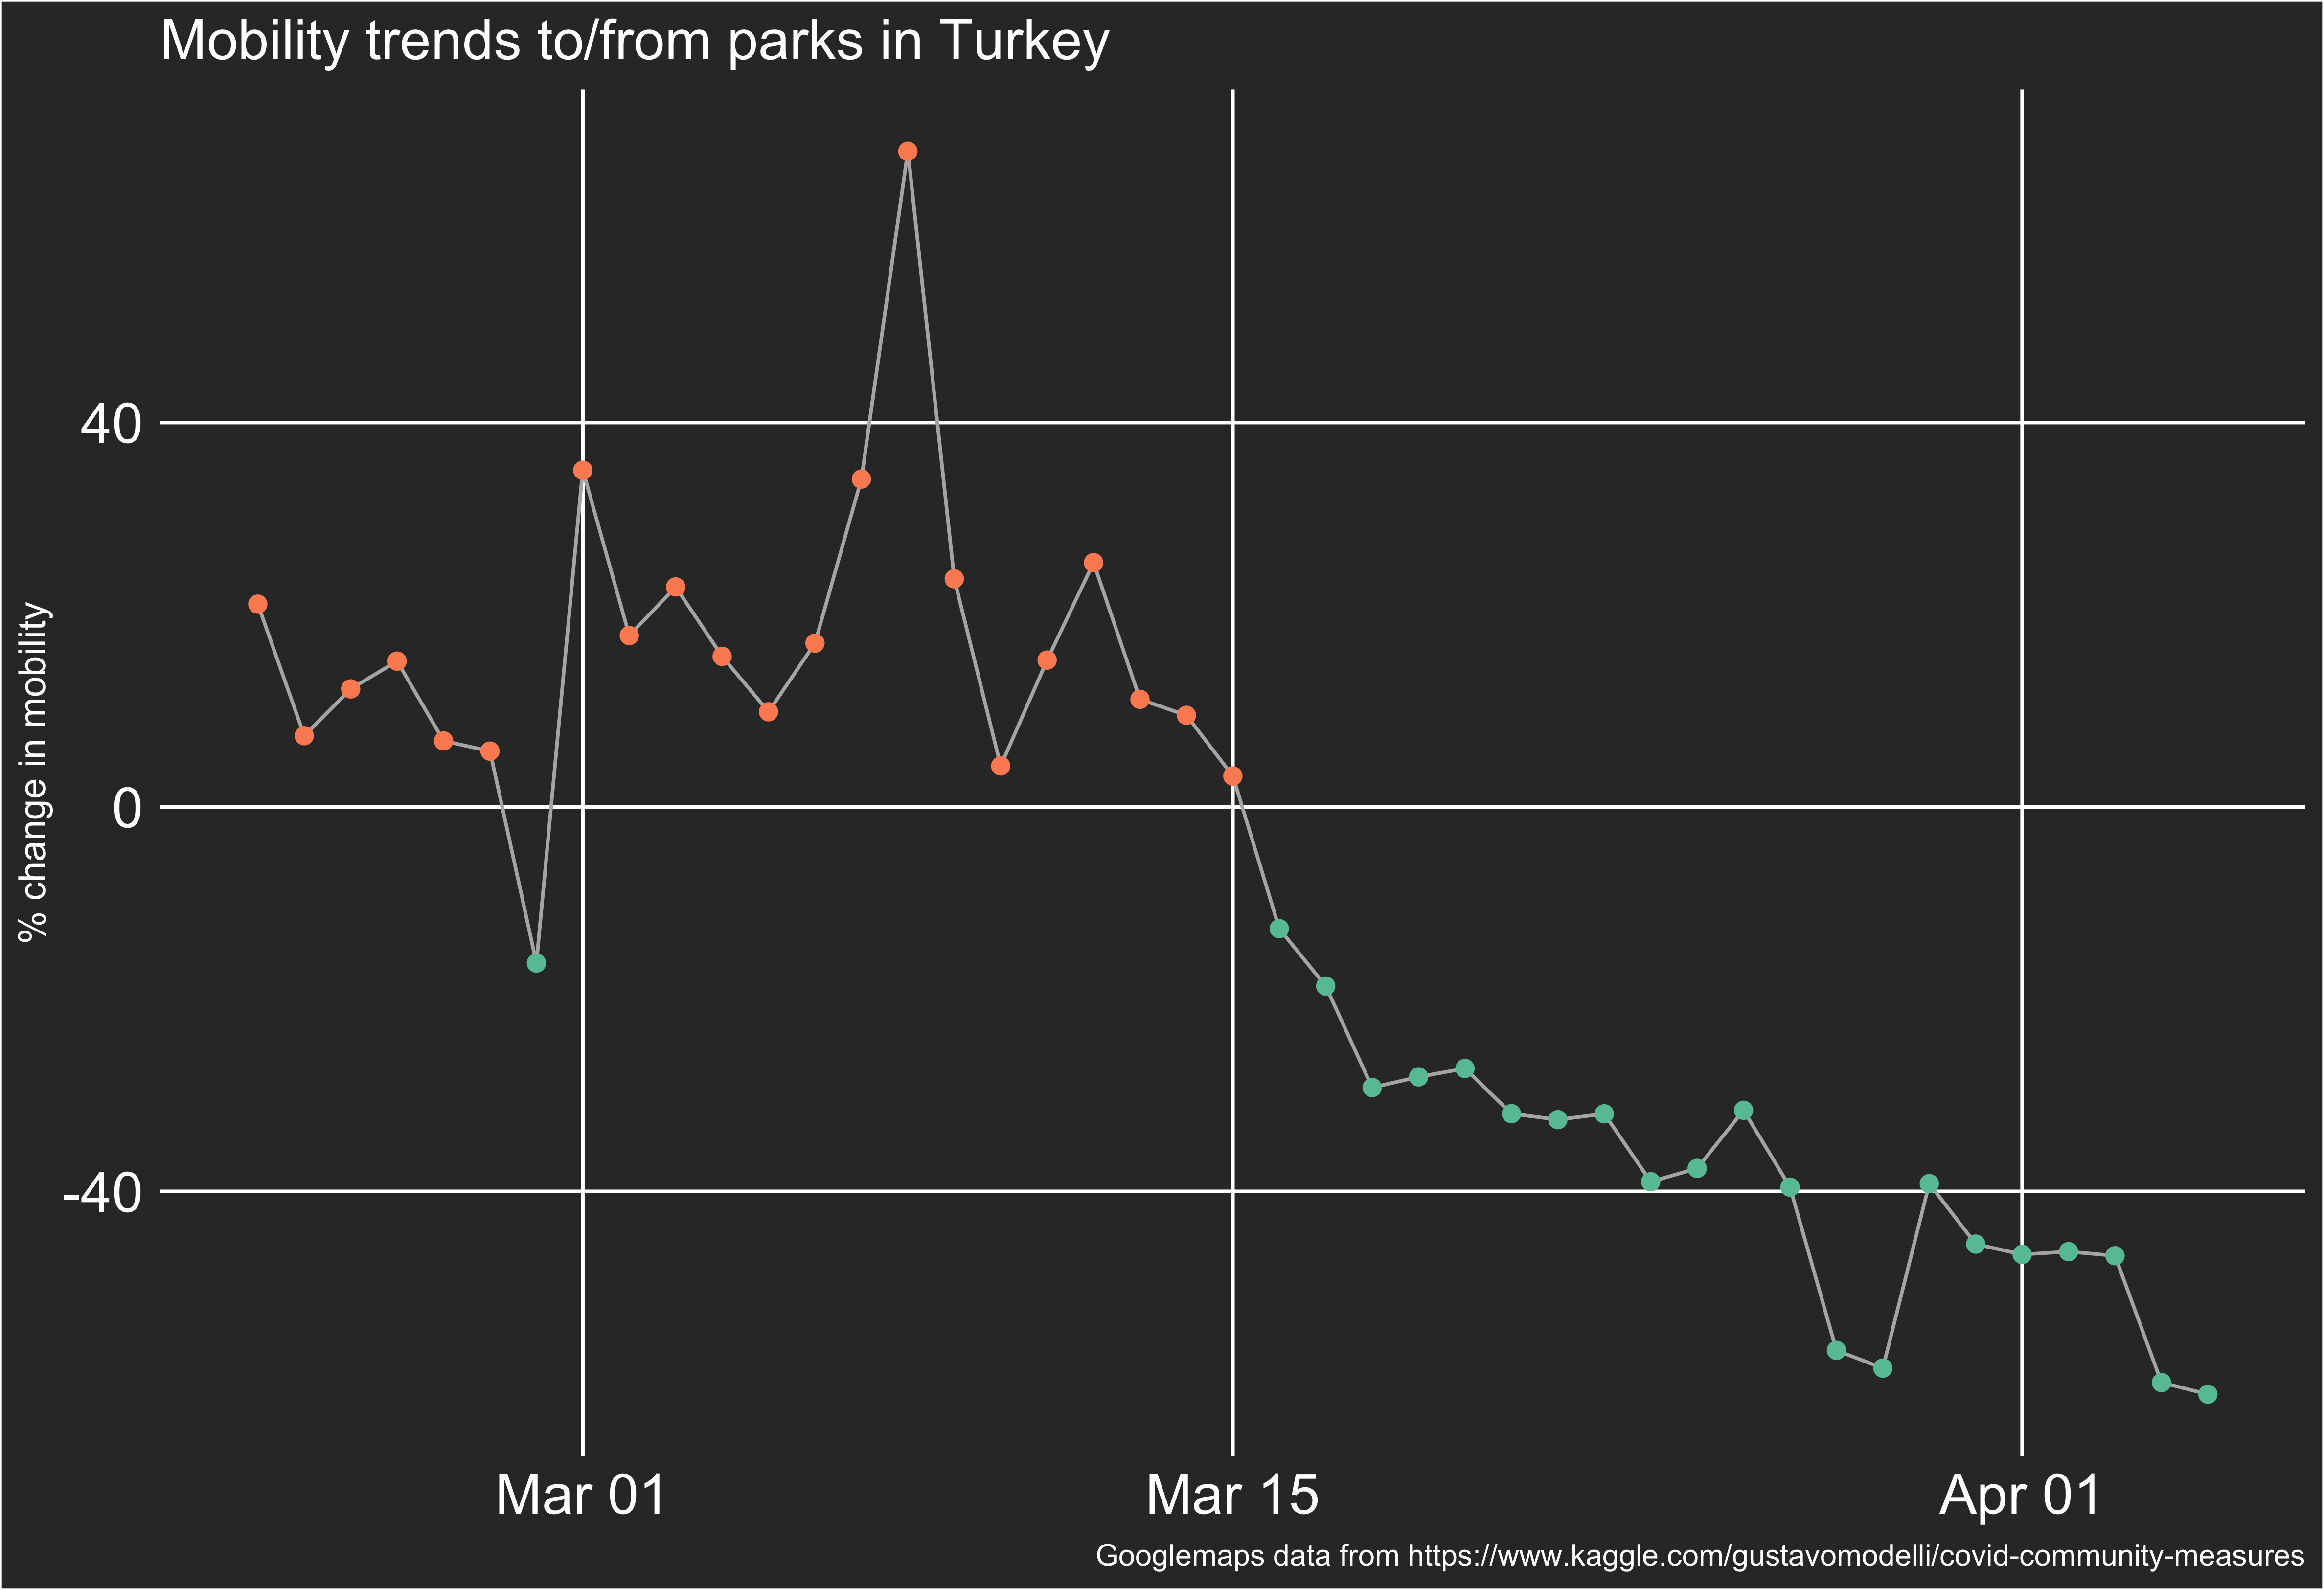 Mobility trends to/from parks in Turkey
% change in mobility
40
0
-40
Mar 01
Mar 15
Apr 01
Googlemaps data from https://www.kaggle.com/gustavomodelli/covid-community-measures